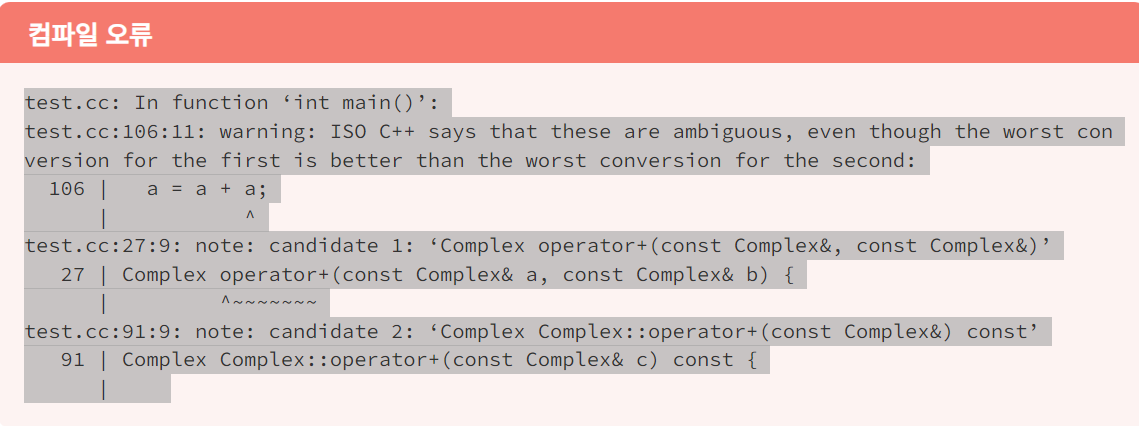 컴파일 오류
test.cc: In function ‘int main()’:
test.cc:106:11: warning: ISO C++ says that these are ambiguous, even though the worst con
version for the first is better than the worst conversion for the second:
  106 |   a = a + a;
      |           ^
test.cc:27:9: note: candidate 1: ‘Complex operator+(const Complex&, const Complex&)’
   27 | Complex operator+(const Complex& a, const Complex& b) {
      |         ^~~~~~~~
test.cc:91:9: note: candidate 2: ‘Complex Complex::operator+(const Complex&) const’
   91 | Complex Complex::operator+(const Complex& c) const {
      |